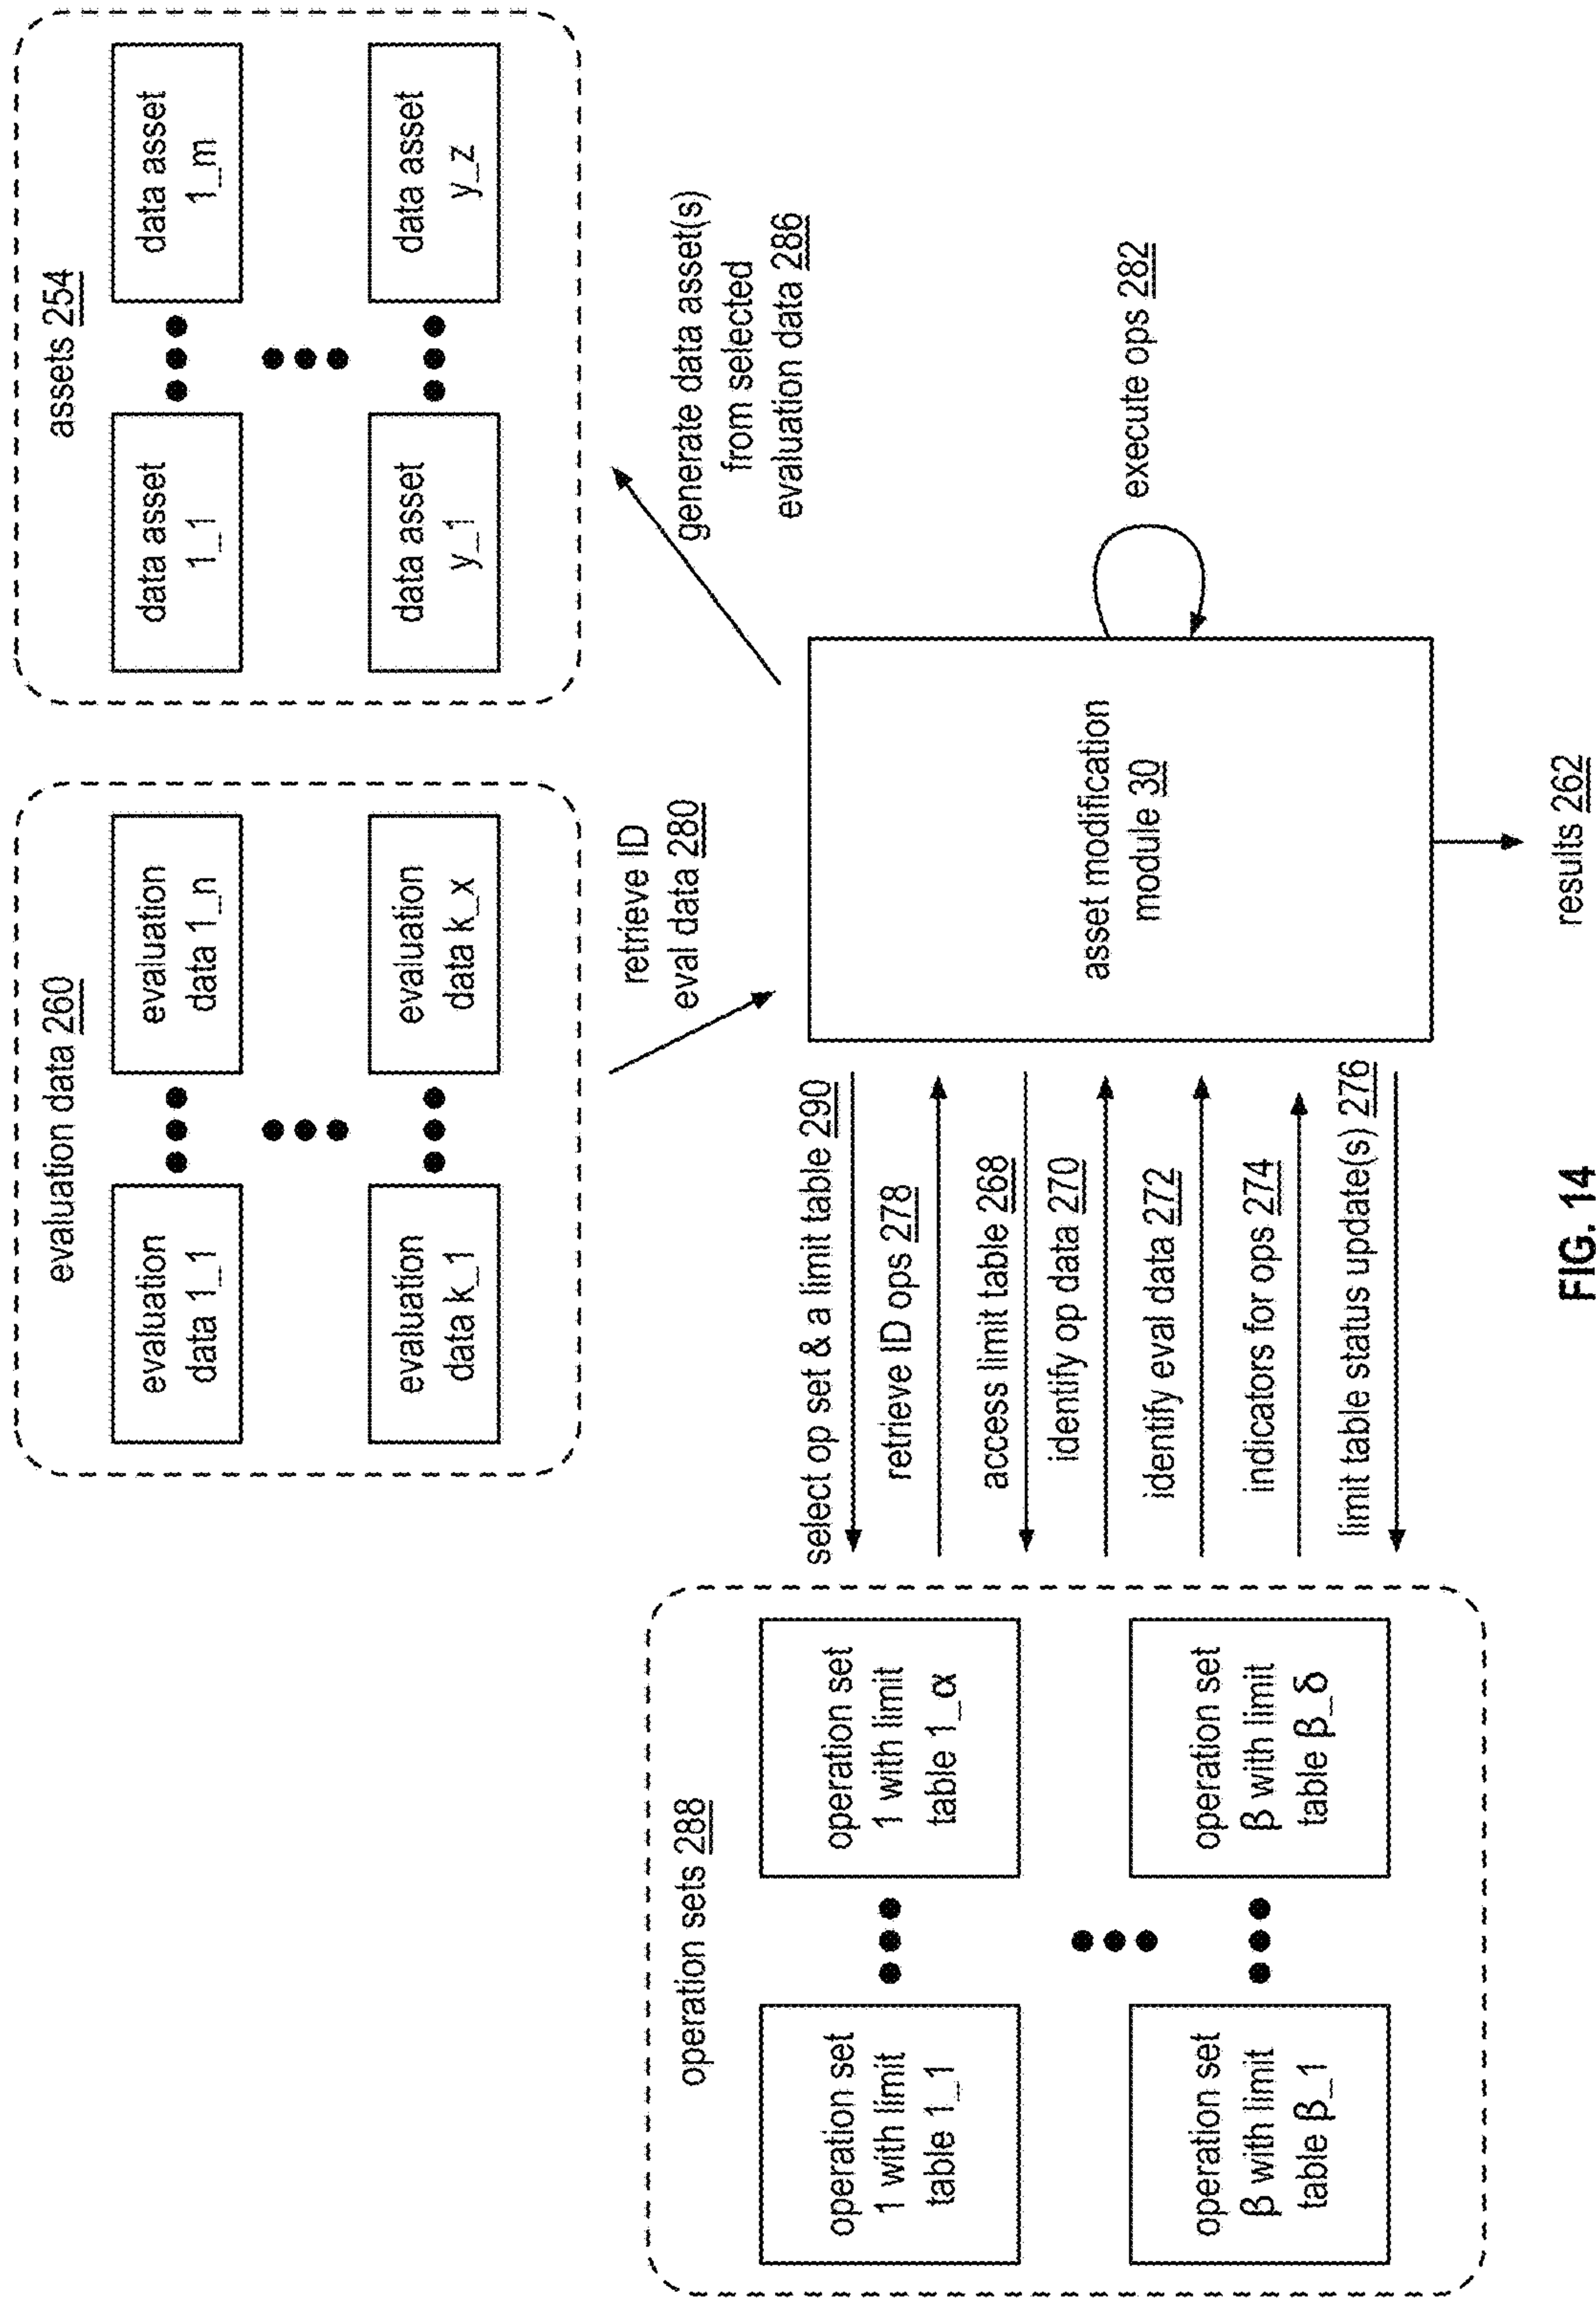 evaluation data 260
evaluation
data 1_1
evaluation
data 1_n
evaluation
data k_1
evaluation
data k_x
assets 254
data asset
1_1
data asset
1_m
data asset
y_1
data asset
y_z
retrieve ID
eval data 280
generate data asset(s)
from selected
evaluation data 286
operation sets 288
operation set
1 with limit
table 1_1
operation set
1 with limit
table 1_α
operation set
β with limit
table β_1
operation set
β with limit
table β_δ
select op set & a limit table 290
retrieve ID ops 278
access limit table 268
identify op data 270
identify eval data 272
indicators for ops 274
limit table status update(s) 276
asset modification
module 30
execute ops 282
results 262
FIG. 14